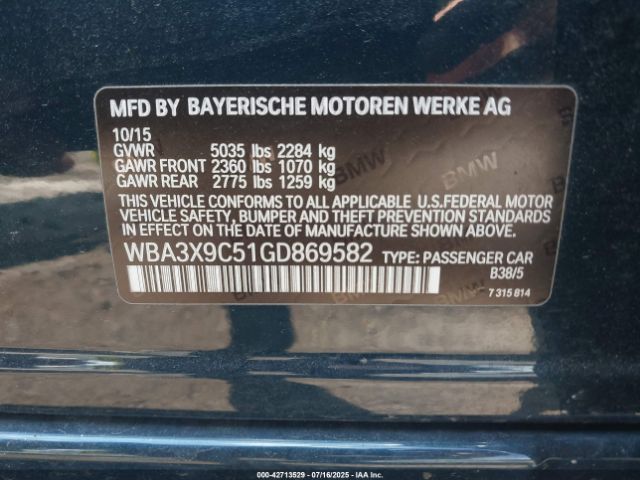 MFD BY BAYERISCHE MOTOREN WERKE AG
10/15
GVWR 5035 lbs 2284 kg
GAWR FRONT 2360 lbs 1070 kg
GAWR REAR 2775 lbs 1259 kg
THIS VEHICLE CONFORMS TO ALL APPLICABLE U.S.FEDERAL MOTOR
VEHICLE SAFETY, BUMPER AND THEFT PREVENTION STANDARDS
IN EFFECT ON THE DATE OF MANUFACTURE SHOWN ABOVE.
WBA3X9C51GD869582 TYPE: PASSENGER CAR
B38/5
7 315 814
BMW
BMW
BMW
000-42713529 - 07/16/2025 - IAA Inc.